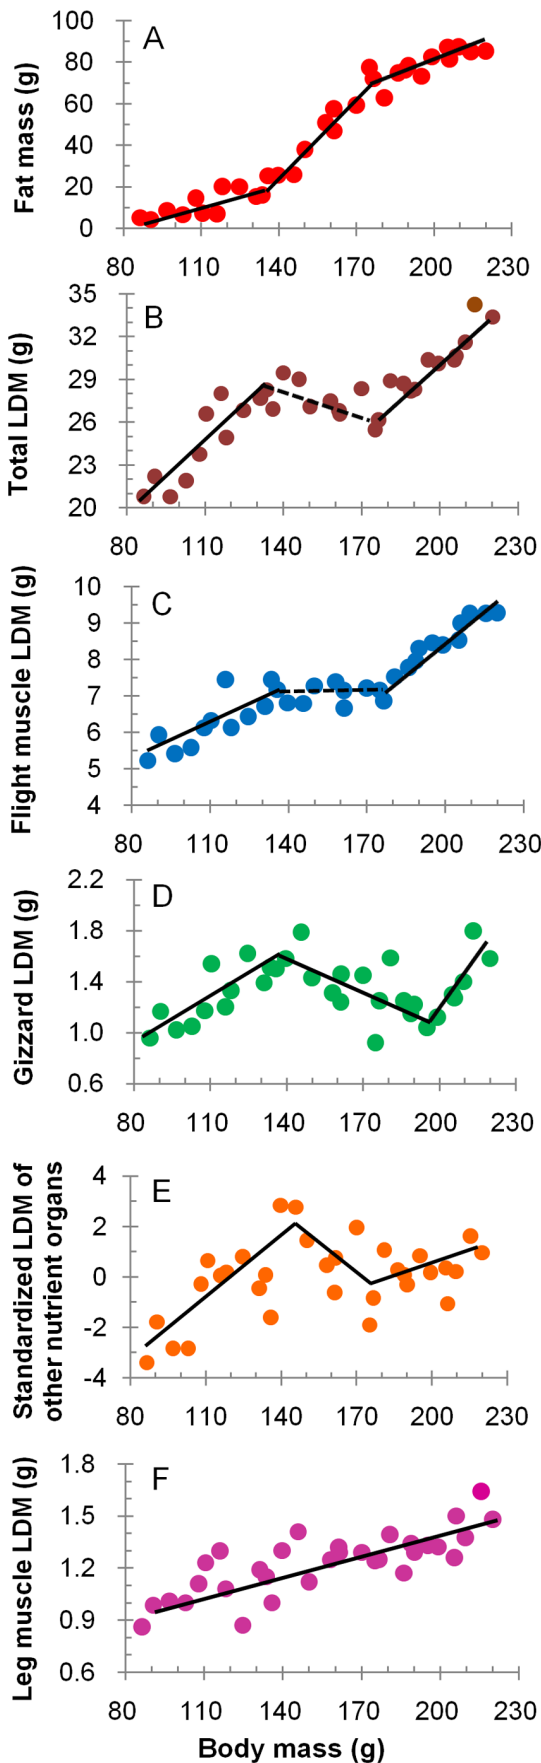 A
Fat mass (g)
100
80
60
40
20
0
80 110 140 170 200 230
B
Total LDM (g)
35
32
29
26
23
20
80 110 140 170 200 230
C
Flight muscle LDM (g)
10
9
8
7
6
5
4
80 110 140 170 200 230
D
Gizzard LDM (g)
2.2
1.8
1.4
1.0
0.6
80 110 140 170 200 230
E
Standardized LDM of
other nutrient organs
4
2
0
-2
-4
80 110 140 170 200 230
F
Leg muscle LDM (g)
1.8
1.5
1.2
0.9
0.6
80 110 140 170 200 230
Body mass (g)